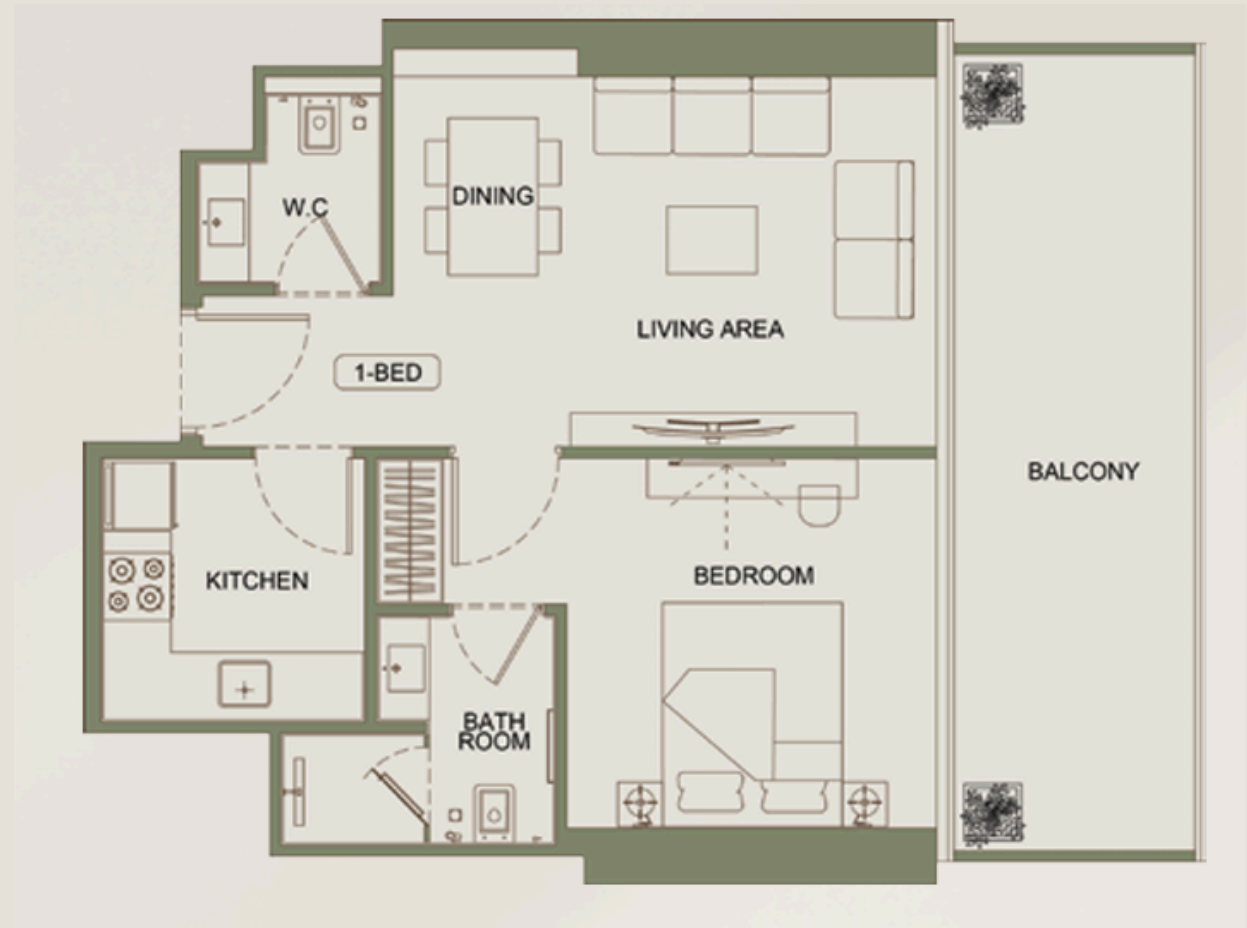 W.C
DINING
LIVING AREA
1-BED
BALCONY
KITCHEN
BEDROOM
BATH
ROOM